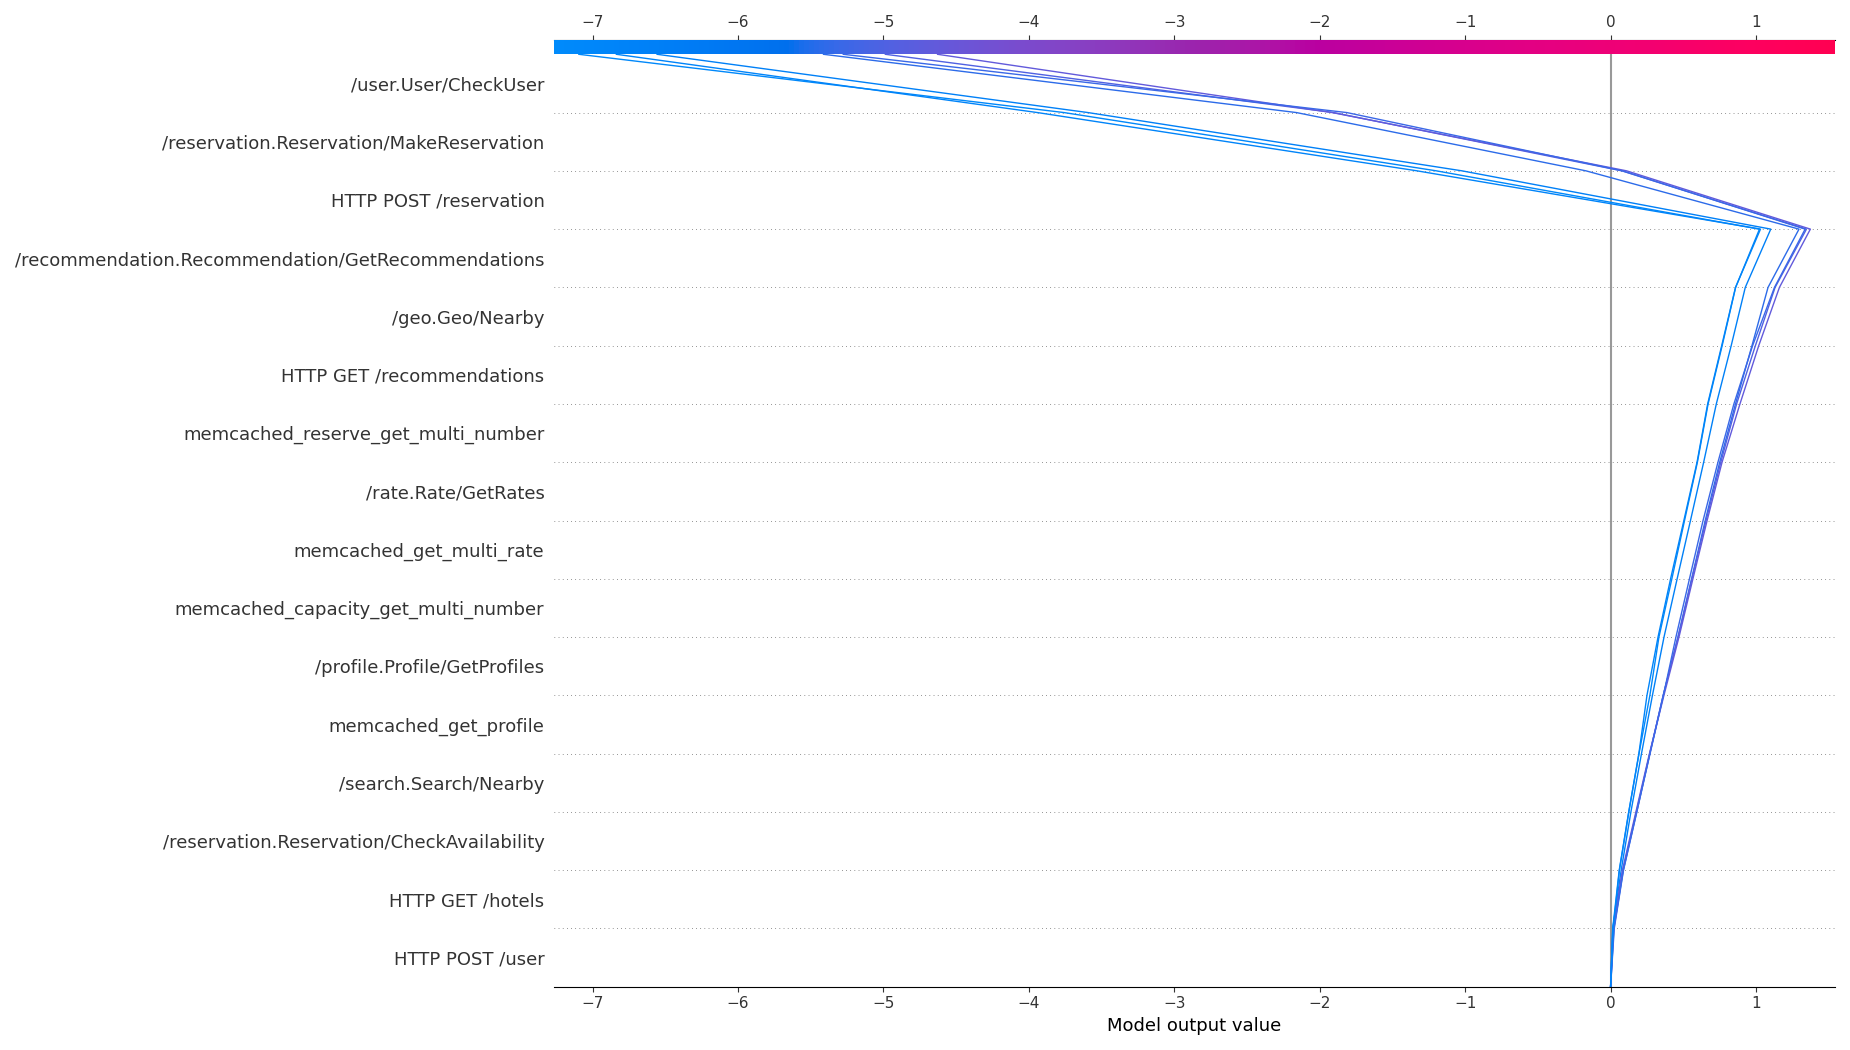 −7 −6 −5 −4 −3 −2 −1 0 1
/user.User/CheckUser
/reservation.Reservation/MakeReservation
HTTP POST /reservation
/recommendation.Recommendation/GetRecommendations
/geo.Geo/Nearby
HTTP GET /recommendations
memcached_reserve_get_multi_number
/rate.Rate/GetRates
memcached_get_multi_rate
memcached_capacity_get_multi_number
/profile.Profile/GetProfiles
memcached_get_profile
/search.Search/Nearby
/reservation.Reservation/CheckAvailability
HTTP GET /hotels
HTTP POST /user
−7 −6 −5 −4 −3 −2 −1 0 1
Model output value